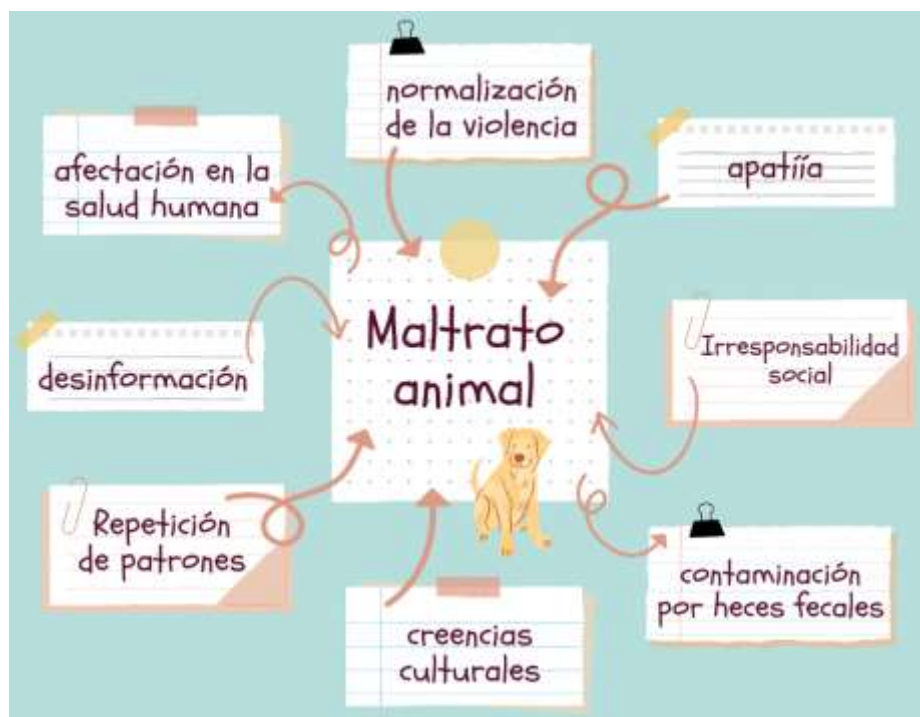 normalización
de la violencia
afectación en la
salud humana
apatíía
Maltrato
animal
Irresponsabilidad
social
desinformación
Repetición
de patrones
contaminación
por heces fecales
creencias
culturales